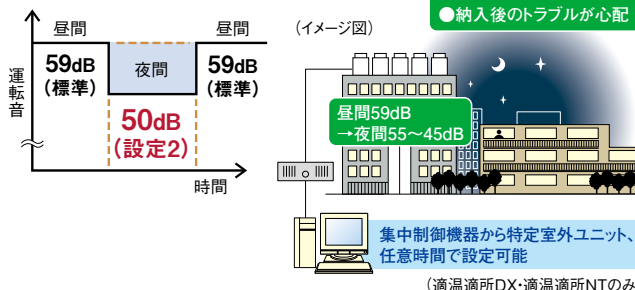 ●納入後のトラブルが心配
昼間
昼間
運転音
59dB
(標準)
夜間
59dB
(標準)
50dB
(設定2)
時間
(イメージ図)
昼間59dB
→夜間55〜45dB
集中制御機器から特定室外ユニット、
任意時間で設定可能
(適温適所DX・適温適所NTのみ